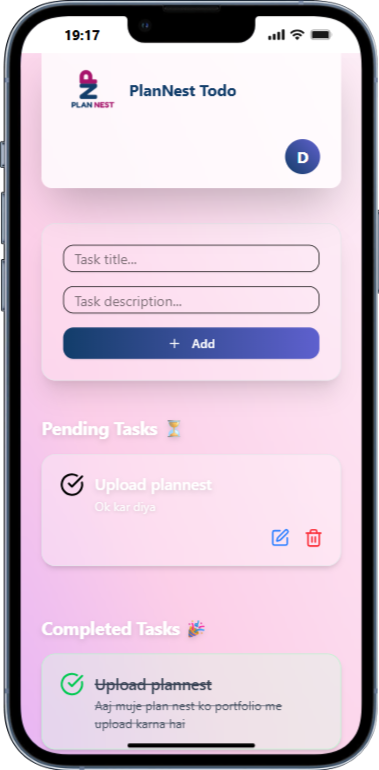 19:17
PLAN NEST
PlanNest Todo
D
Task title...
Task description...
+ Add
Pending Tasks ⏳
Upload plannest
Ok kar diya
Completed Tasks 🎉
Upload plannest
Aaj muje plan nest ko portfolio me
upload karna hai